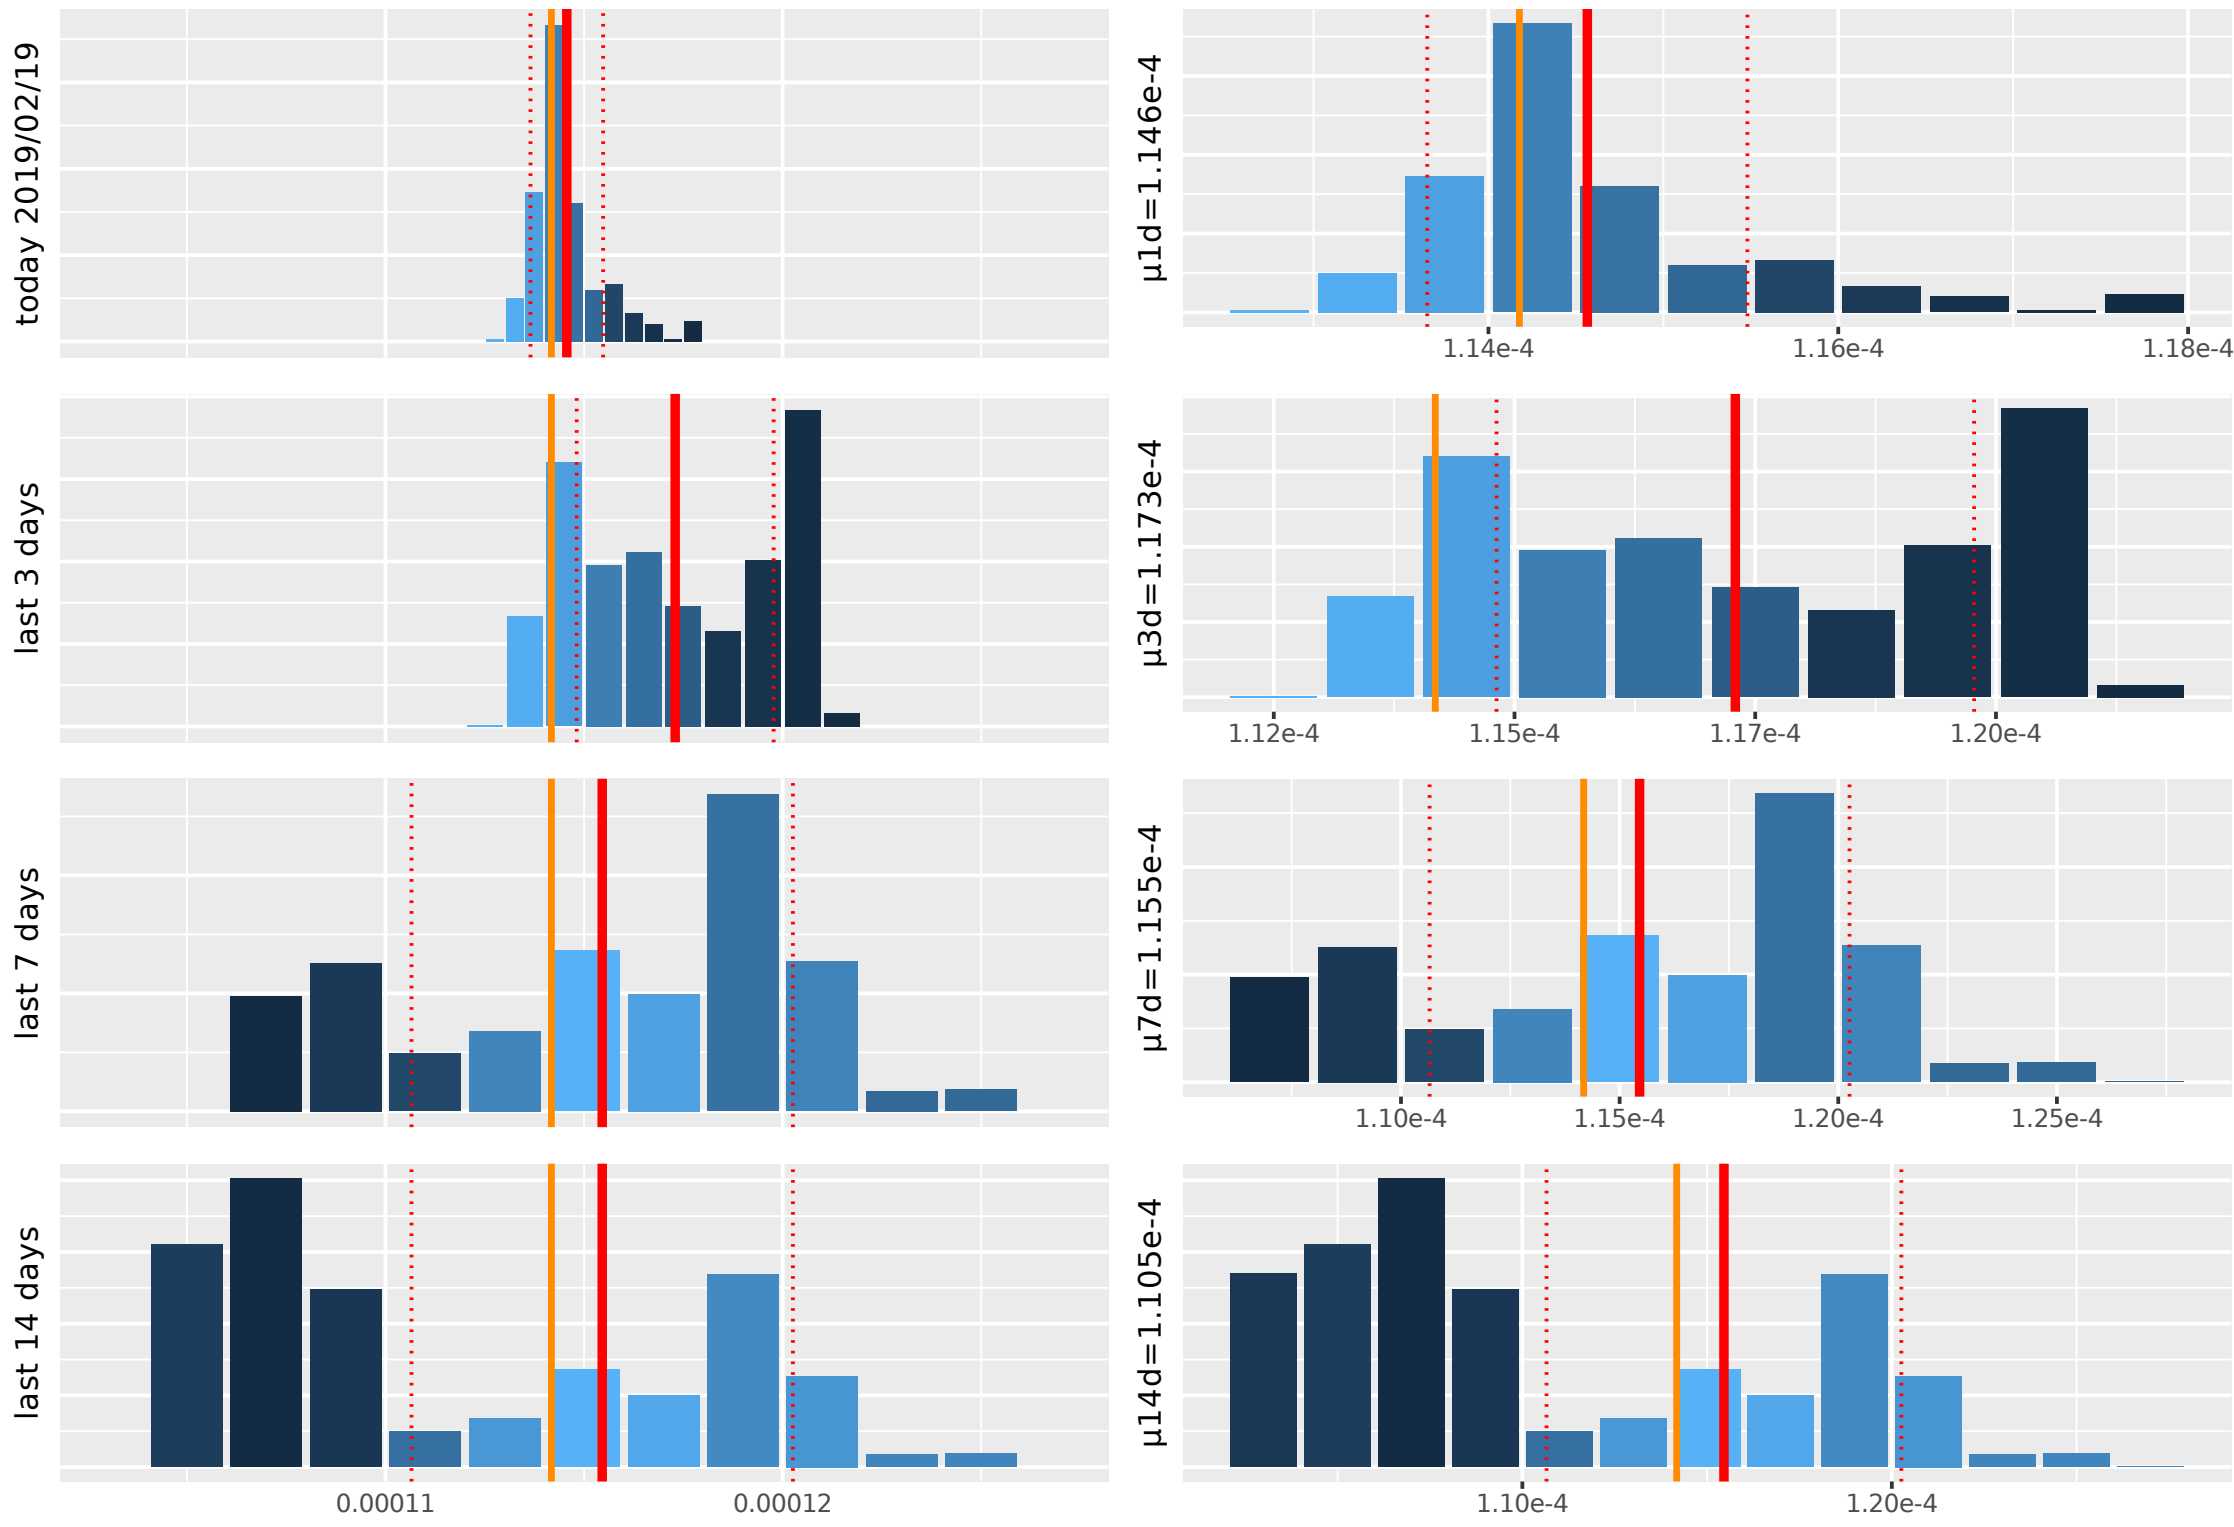 today 2019/02/19
µ1d=1.146e-4
1.14e-4 1.16e-4 1.18e-4
last 3 days
µ3d=1.173e-4
1.12e-4 1.15e-4 1.17e-4 1.20e-4
last 7 days
µ7d=1.155e-4
1.10e-4 1.15e-4 1.20e-4 1.25e-4
last 14 days
0.00011 0.00012
µ14d=1.105e-4
1.10e-4 1.20e-4